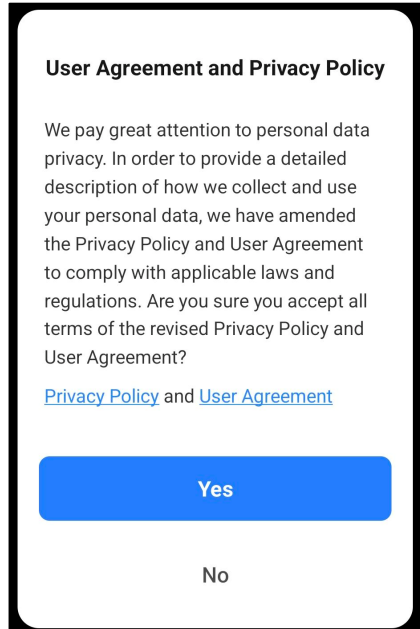 User Agreement and Privacy Policy
We pay great attention to personal data
privacy. In order to provide a detailed
description of how we collect and use
your personal data, we have amended
the Privacy Policy and User Agreement
to comply with applicable laws and
regulations. Are you sure you accept all
terms of the revised Privacy Policy and
User Agreement?
Privacy Policy and User Agreement
Yes
No